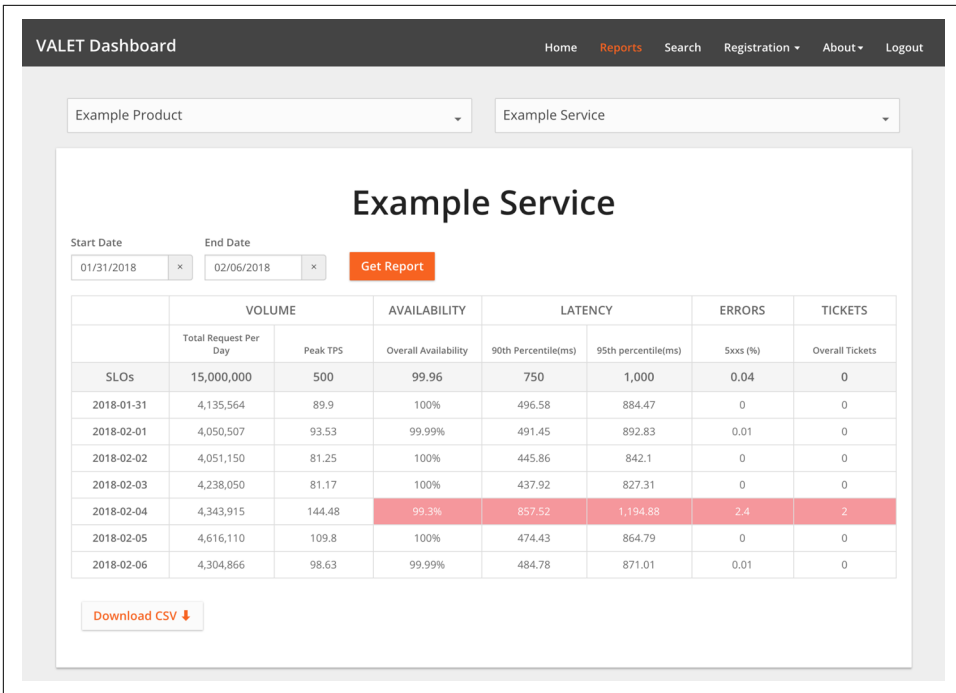 VALET Dashboard
Home Reports Search Registration About Logout
Example Product Example Service
Example Service
Start Date End Date
01/31/2018 × 02/06/2018 × Get Report
VOLUME AVAILABILITY LATENCY ERRORS TICKETS
Total Request Per
Day Peak TPS Overall Availability 90th Percentile(ms) 95th percentile(ms) 5xxs (%) Overall Tickets
SLOs 15,000,000 500 99.96 750 1,000 0.04 0
2018-01-31 4,135,564 89.9 100% 496.58 884.47 0 0
2018-02-01 4,050,507 93.53 99.99% 491.45 892.83 0.01 0
2018-02-02 4,051,150 81.25 100% 445.86 842.1 0 0
2018-02-03 4,238,050 81.17 100% 437.92 827.31 0 0
2018-02-04 4,343,915 144.48 99.3% 857.52 1,194.88 2.4 2
2018-02-05 4,616,110 109.8 100% 474.43 864.79 0 0
2018-02-06 4,304,866 98.63 99.99% 484.78 871.01 0.01 0
Download CSV